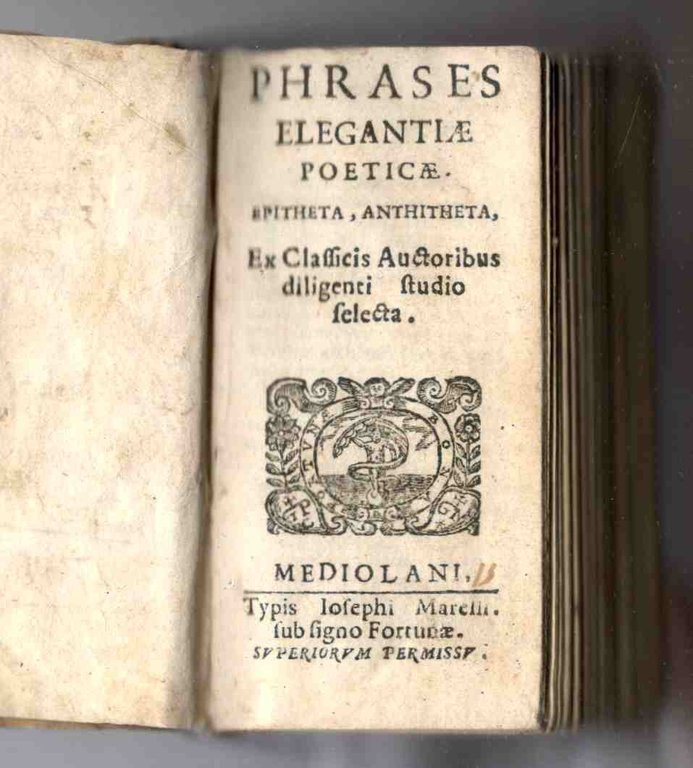 PHRASES
ELEGANTIÆ
POETICÆ.
EPITHETA, ANTHITHETA,
Ex Claſſicis Auctoribus
diligenti ſtudio
ſelecta.
MEDIOLANI,
Typis Ioſephi Marelli.
ſub ſigno Fortunæ.
SVPERIORVM PERMISSV.